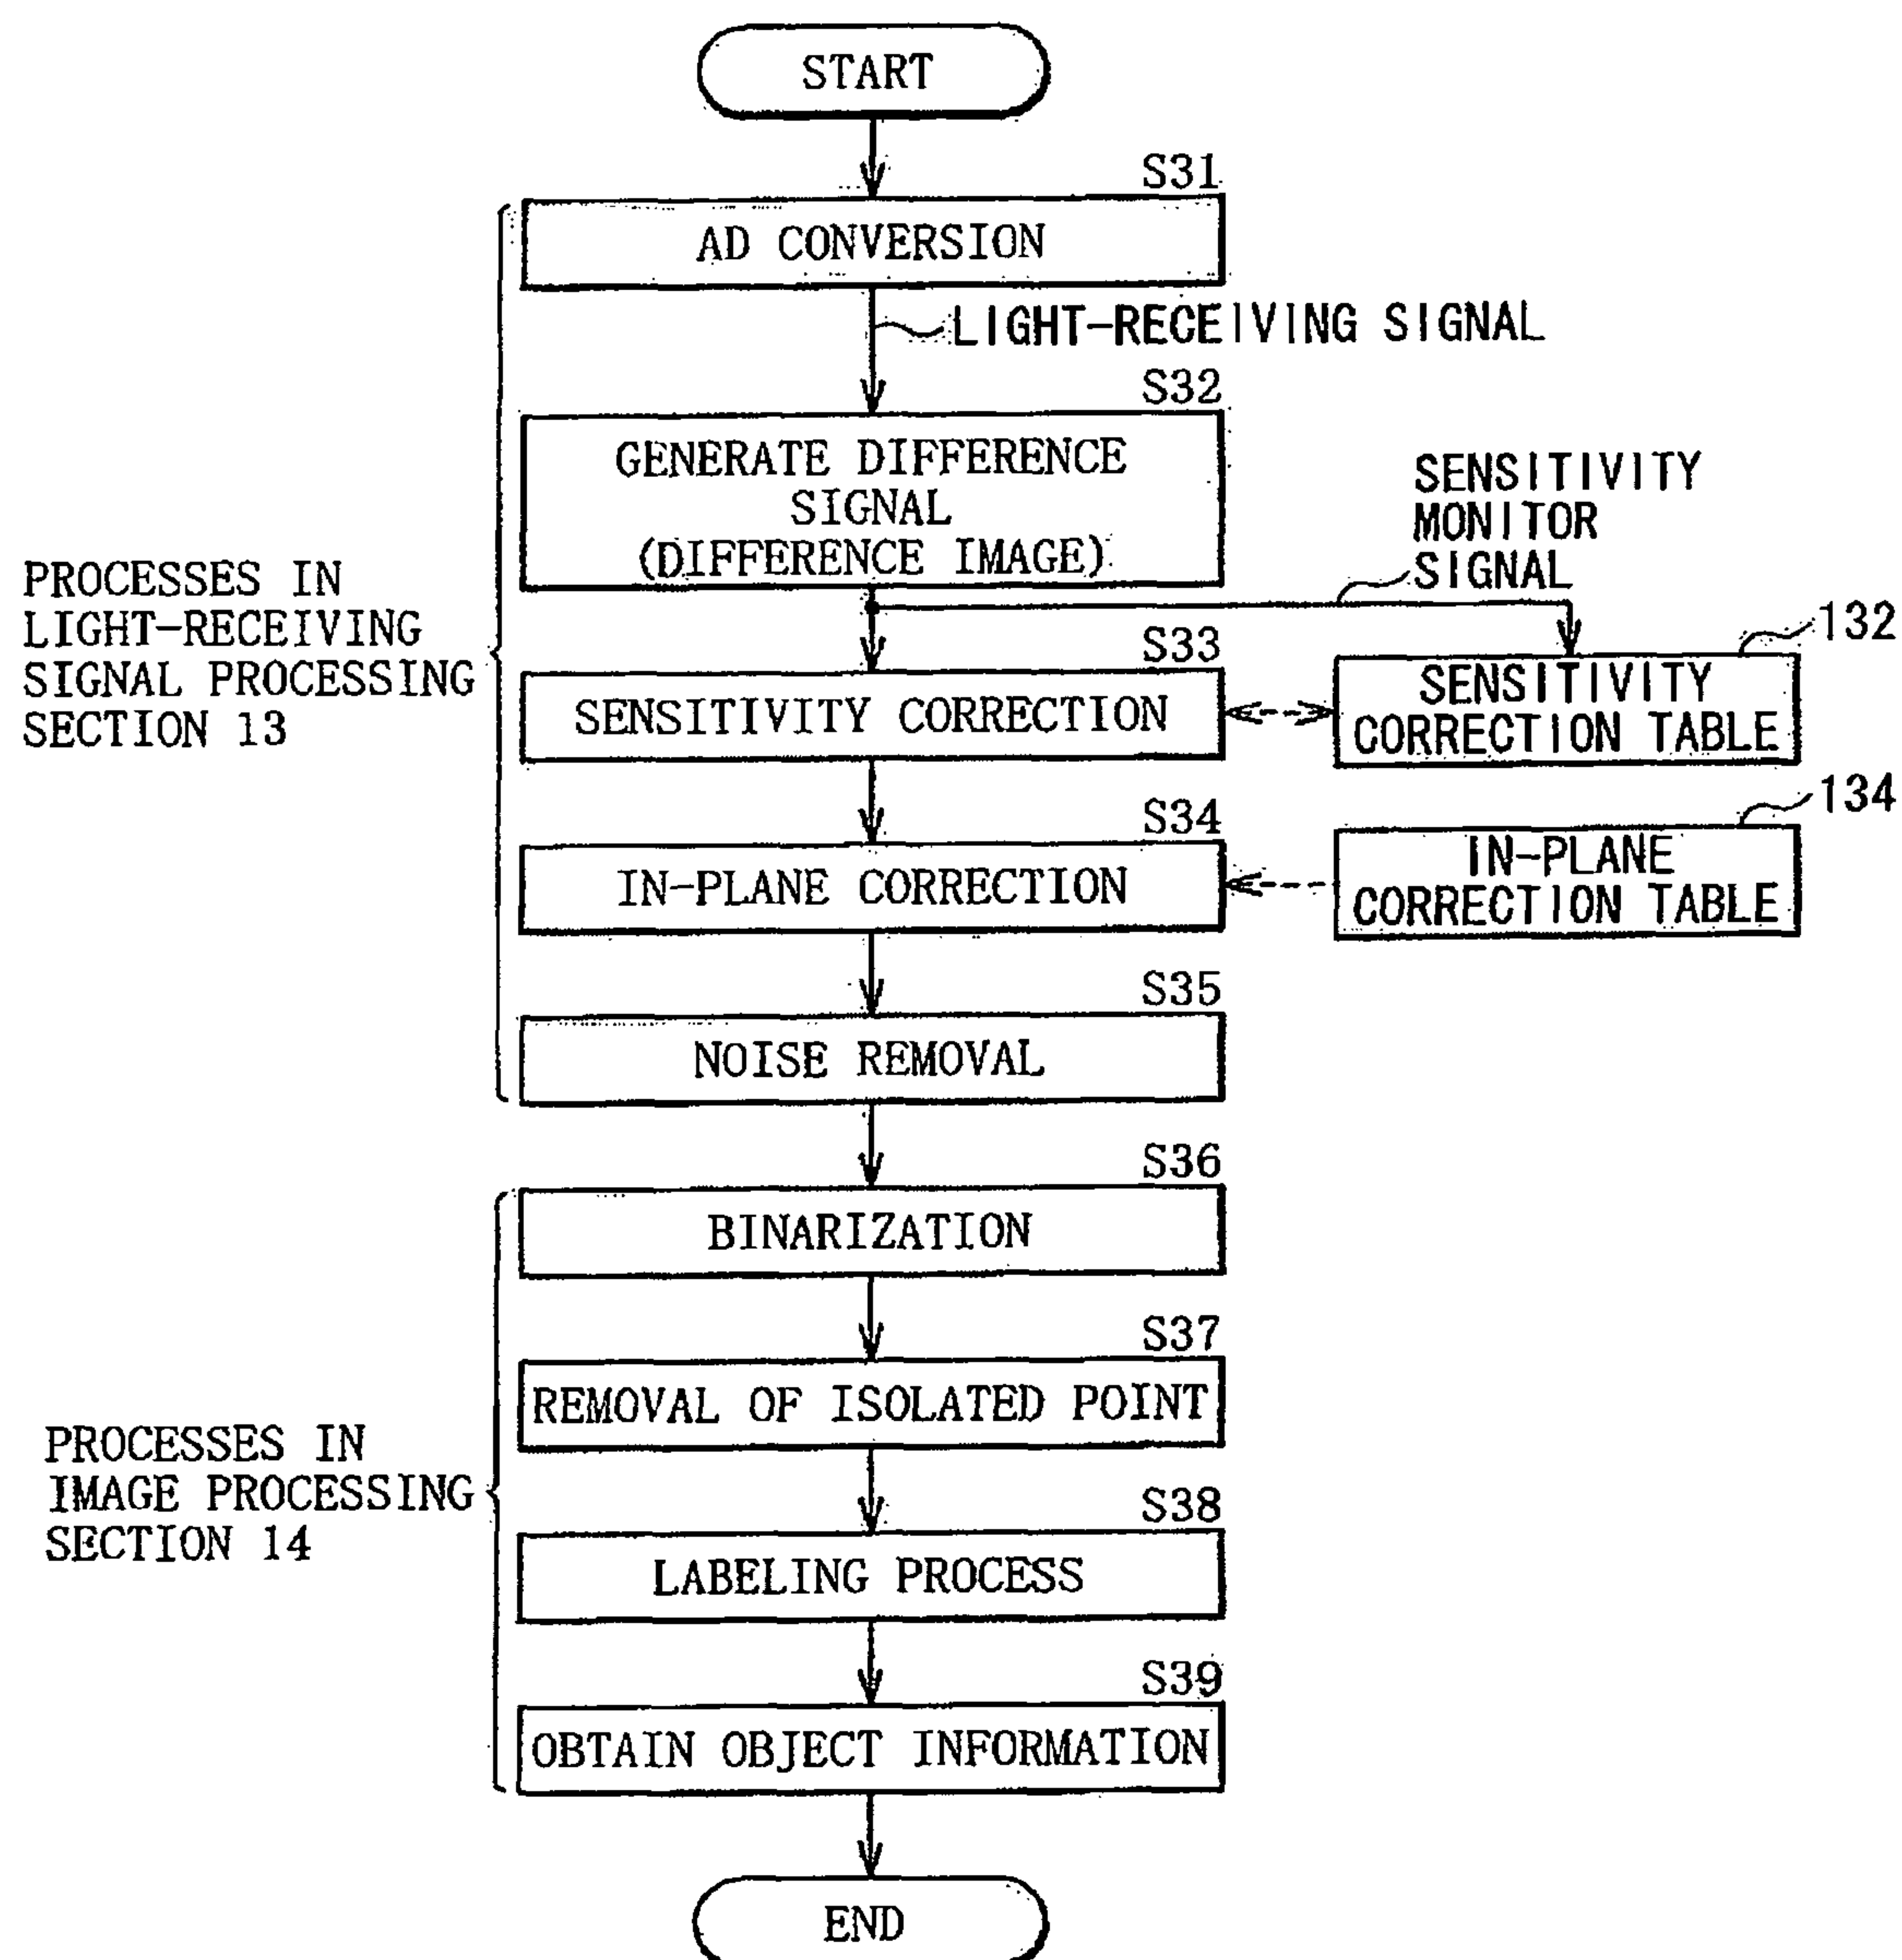 START
S31
AD CONVERSION
LIGHT-RECEIVING SIGNAL
S32
GENERATE DIFFERENCE
SIGNAL
(DIFFERENCE IMAGE)
SENSITIVITY
MONITOR
SIGNAL
PROCESSES IN
LIGHT-RECEIVING
SIGNAL PROCESSING
SECTION 13
S33
SENSITIVITY CORRECTION
132
SENSITIVITY
CORRECTION TABLE
S34
IN-PLANE CORRECTION
134
IN-PLANE
CORRECTION TABLE
S35
NOISE REMOVAL
S36
BINARIZATION
S37
REMOVAL OF ISOLATED POINT
PROCESSES IN
IMAGE PROCESSING
SECTION 14
S38
LABELING PROCESS
S39
OBTAIN OBJECT INFORMATION
END